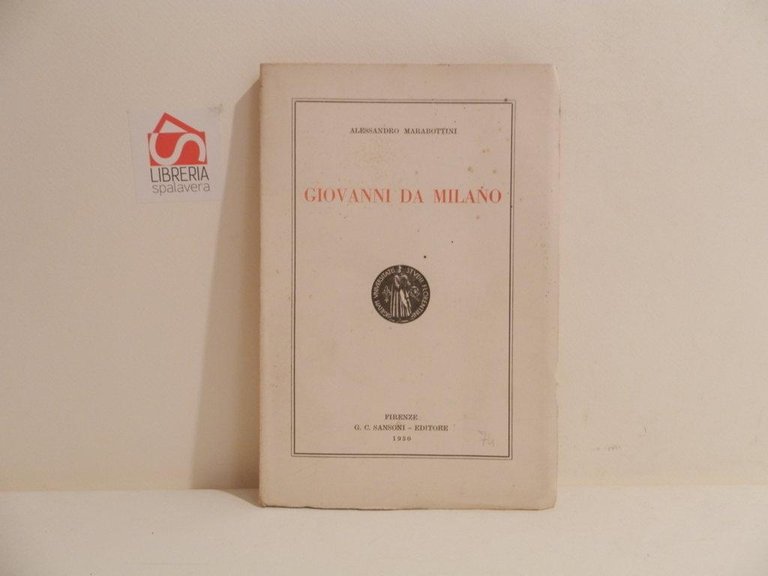 LIBRERIA
spalavera
ALESSANDRO MARABOTTINI
GIOVANNI DA MILANO
FIRENZE
G. C. SANSONI – EDITORE
1950